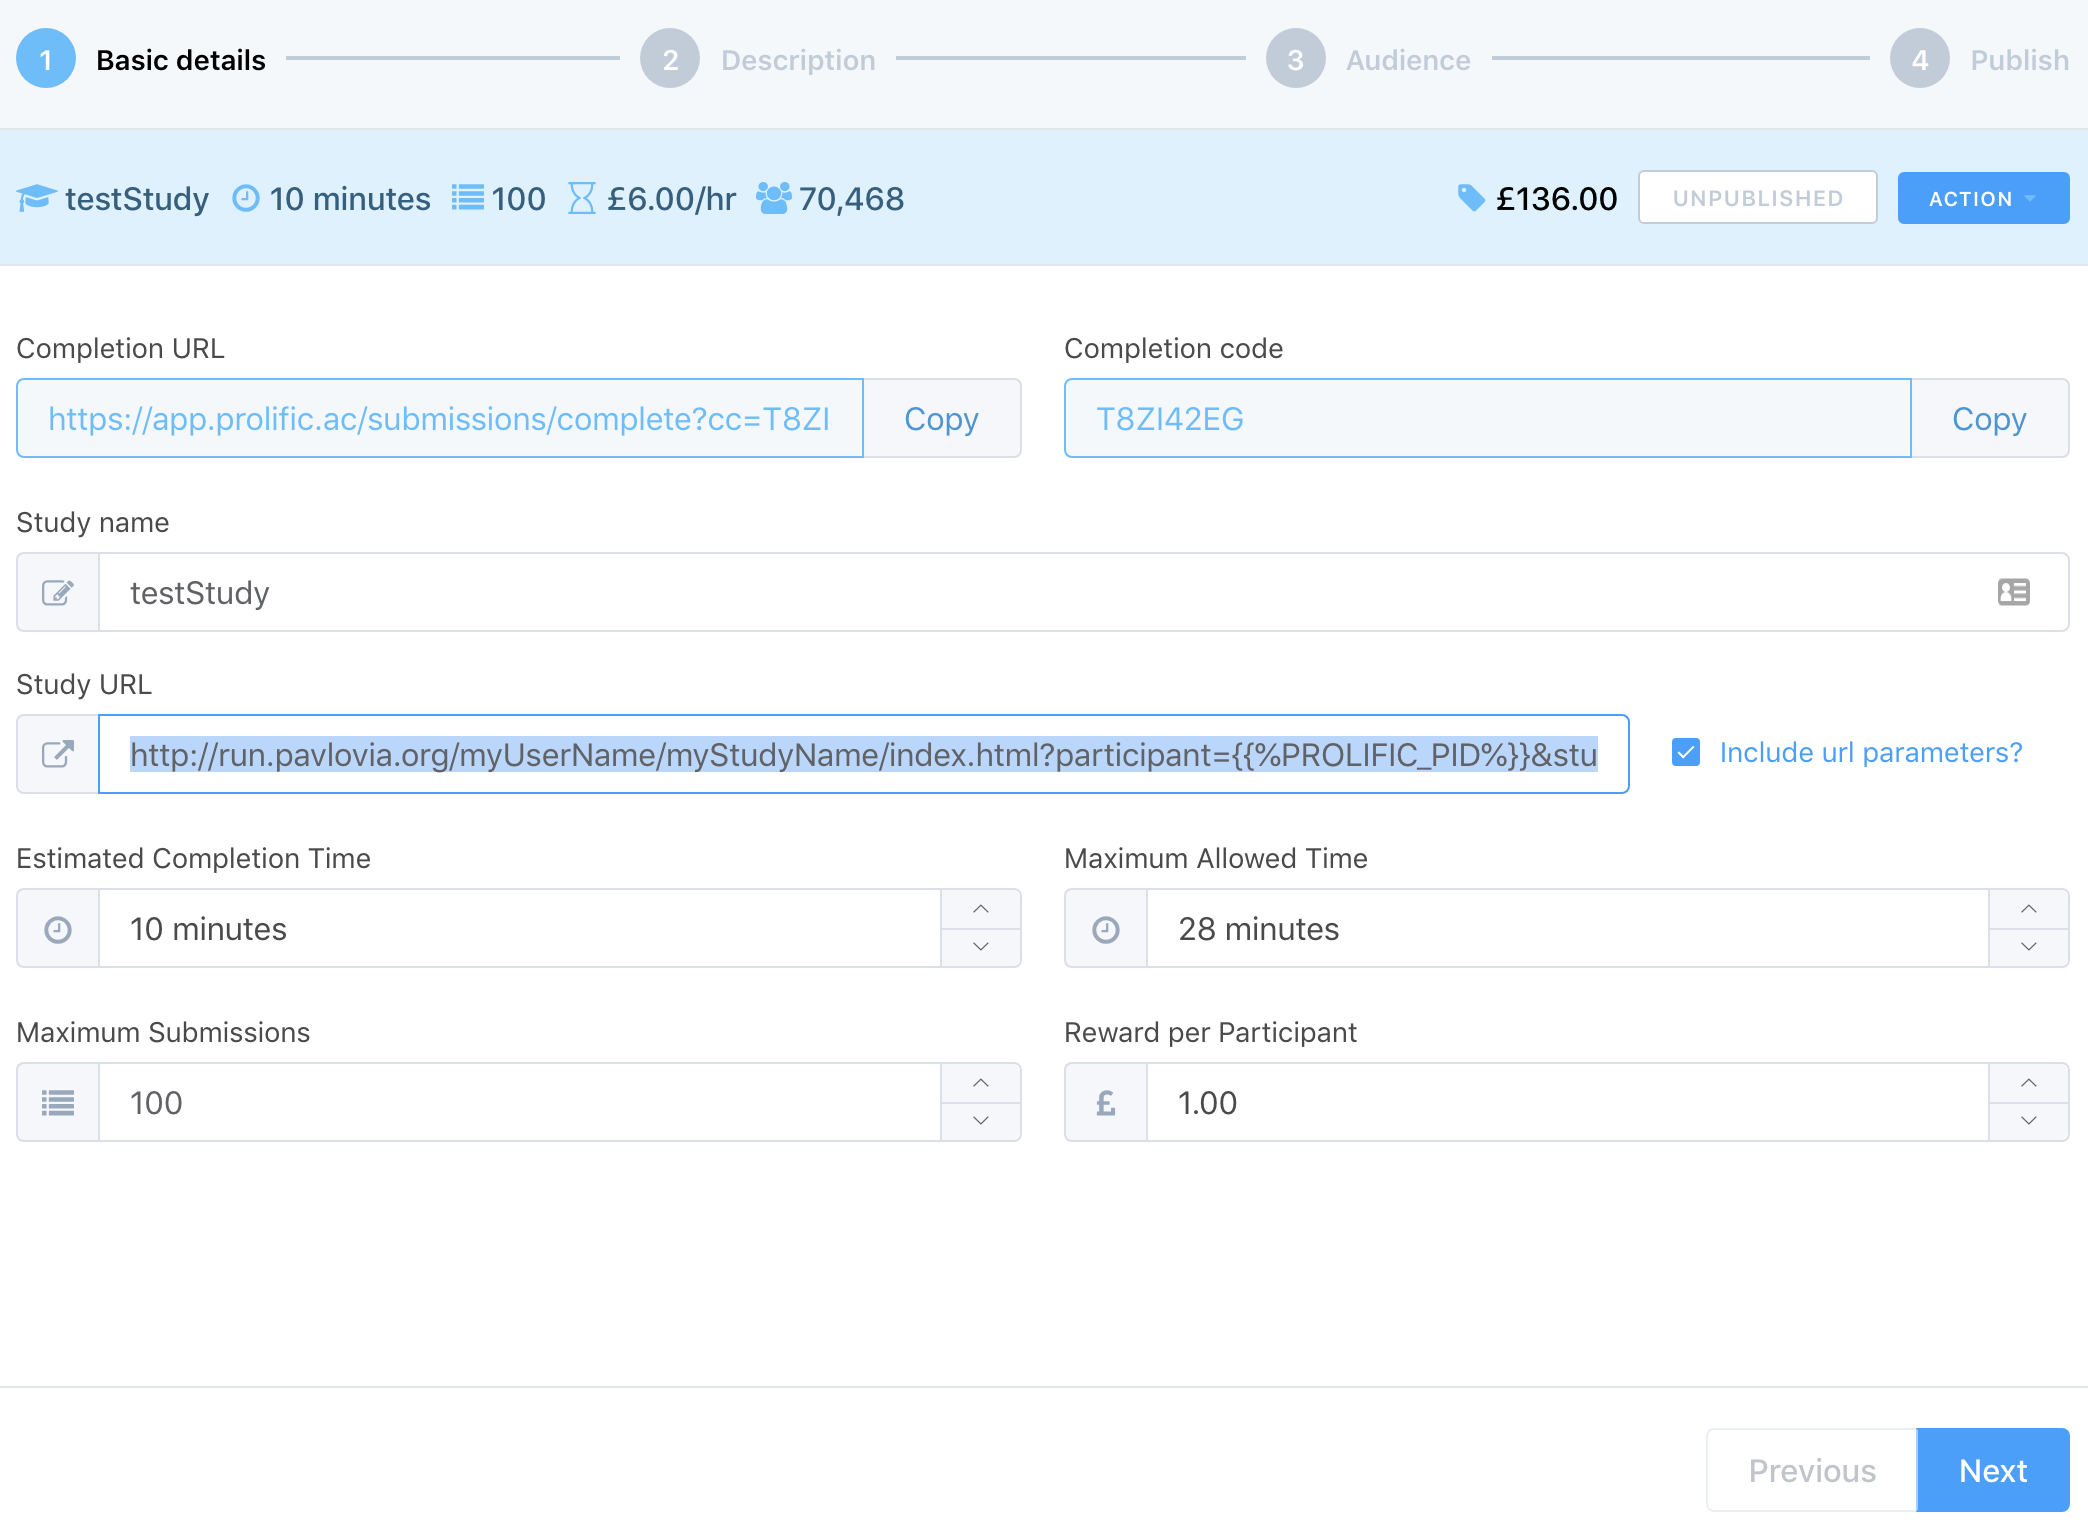 1 Basic details 2 Description 3 Audience 4 Publish
testStudy 10 minutes 100 £6.00/hr 70,468 £136.00 UNPUBLISHED ACTION
Completion URL Completion code
https://app.prolific.ac/submissions/complete?cc=T8ZI Copy T8ZI42EG Copy
Study name
testStudy
Study URL
http://run.pavlovia.org/myUserName/myStudyName/index.html?participant={{%PROLIFIC_PID%}}&stu Include url parameters?
Estimated Completion Time Maximum Allowed Time
10 minutes 28 minutes
Maximum Submissions Reward per Participant
100 £ 1.00
Previous Next